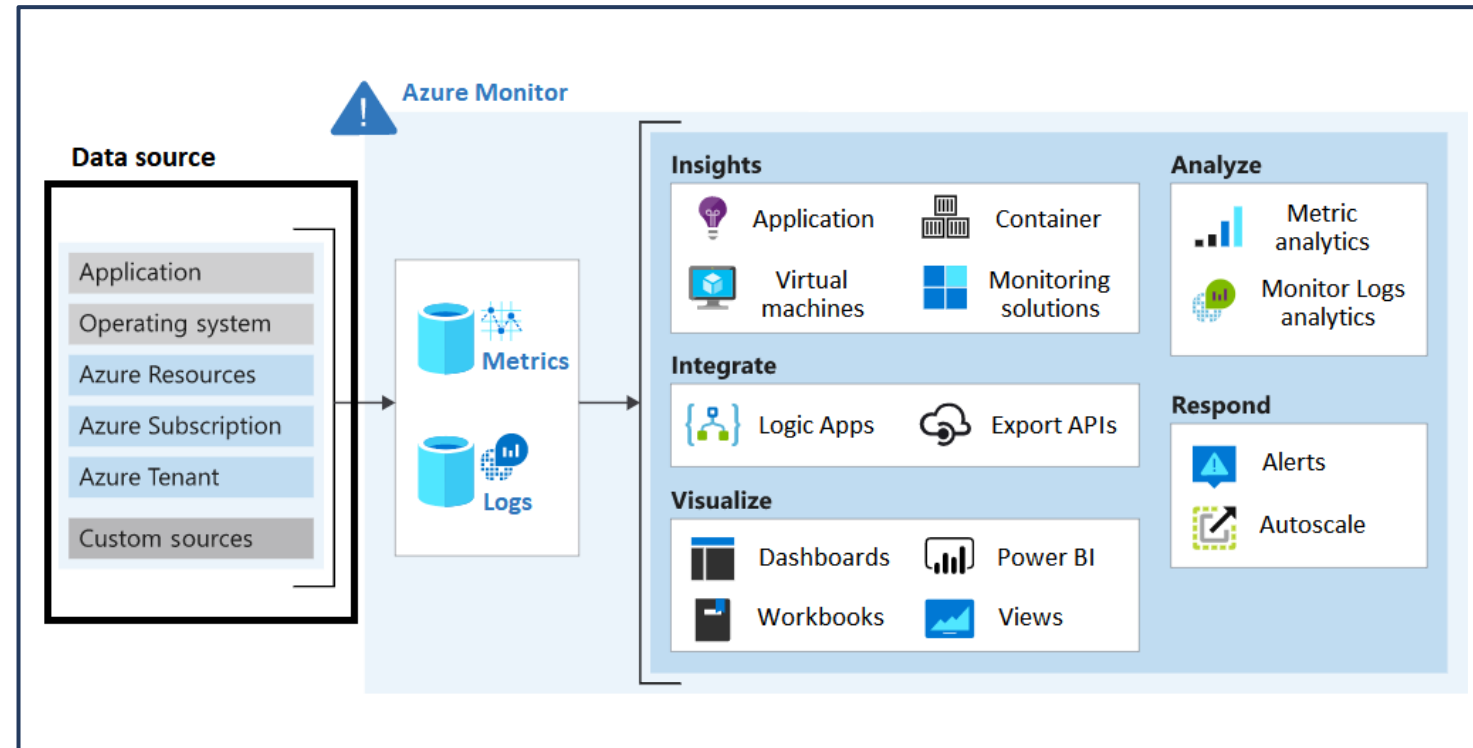 Azure Monitor
Data source
Application
Operating system
Azure Resources
Azure Subscription
Azure Tenant
Custom sources
Metrics
Logs
Insights
Application
Container
Virtual
machines
Monitoring
solutions
Integrate
Logic Apps
Export APIs
Visualize
Dashboards
Power BI
Workbooks
Views
Analyze
Metric
analytics
Monitor Logs
analytics
Respond
Alerts
Autoscale